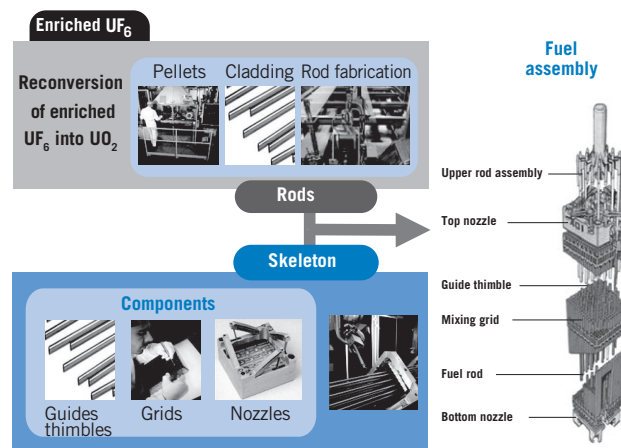 Enriched UF6
Reconversion
of enriched
UF6 into UO2
Pellets
Cladding
Rod fabrication
Rods
Skeleton
Components
Guides
thimbles
Grids
Nozzles
Fuel
assembly
Upper rod assembly
Top nozzle
Guide thimble
Mixing grid
Fuel rod
Bottom nozzle